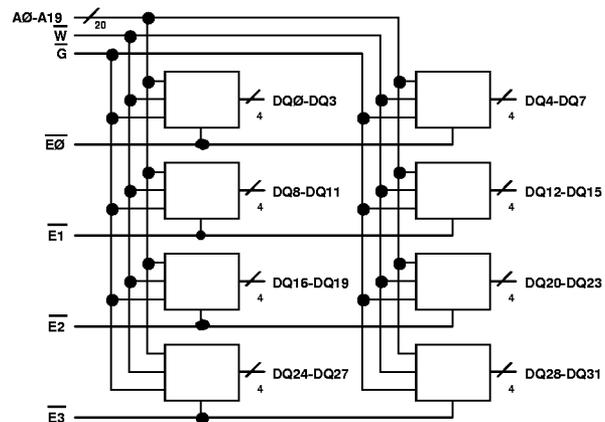 AØ-A19
20
W
G
DQØ-DQ3
4
DQ4-DQ7
4
EØ
DQ8-DQ11
4
DQ12-DQ15
4
E1
DQ16-DQ19
4
DQ20-DQ23
4
E2
DQ24-DQ27
4
DQ28-DQ31
4
E3